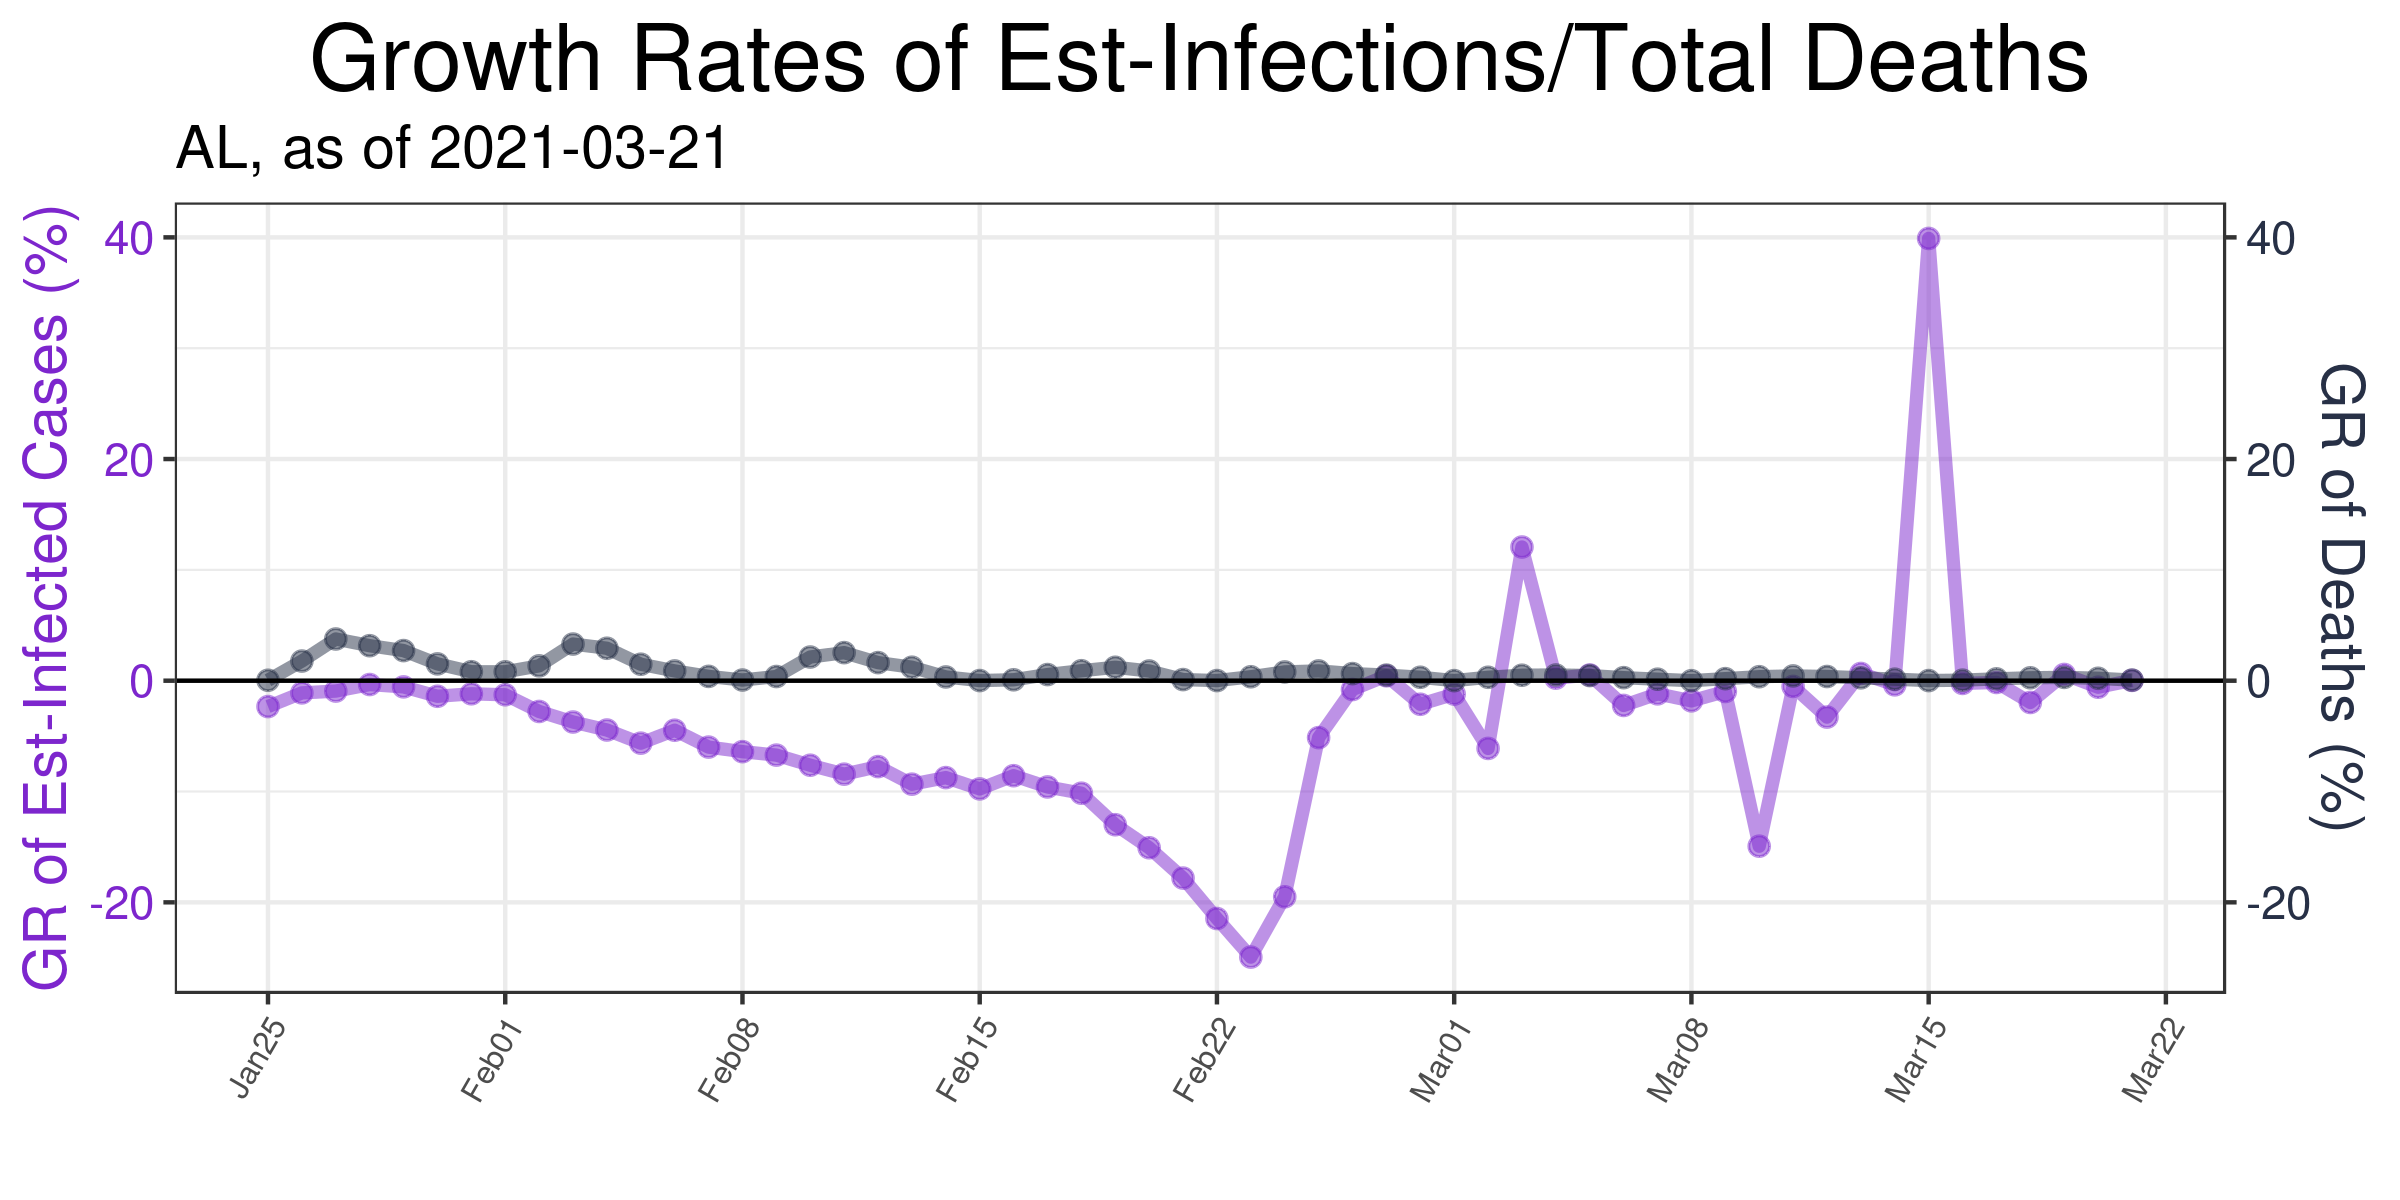 Growth Rates of Est-Infections/Total Deaths
AL, as of 2021-03-21
GR of Est-Infected Cases (%)
40
20
0
-20
40
20
0
-20
GR of Deaths (%)
Jan25
Feb01
Feb08
Feb15
Feb22
Mar01
Mar08
Mar15
Mar22